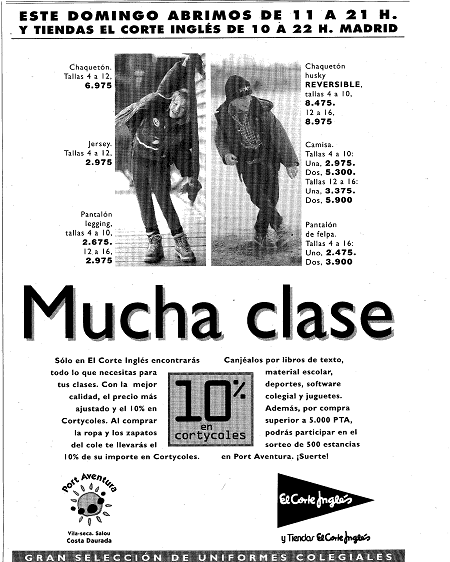 ESTE DOMINGO ABRIMOS DE 11 A 21 H.
Y TIENDAS EL CORTE INGLÉS DE 10 A 22 H. MADRID
Chaquetón.
Tallas 4 a 12,
6.975
Jersey.
Tallas 4 a 12,
2.975
Pantalón
legging,
tallas 4 a 10,
2.675.
12 a 16,
2.975
Chaquetón
husky
REVERSIBLE,
tallas 4 a 10,
8.475.
12 a 16,
8.975
Camisa.
Tallas 4 a 10:
Una, 2.975.
Dos, 5.300.
Tallas 12 a 16:
Una, 3.375.
Dos, 5.900
Pantalón
de felpa.
Tallas 4 a 16:
Uno, 2.475.
Dos, 3.900
Mucha clase
Sólo en El Corte Inglés encontrarás
todo lo que necesitas para
tus clases. Con la mejor
calidad, el precio más
ajustado y el 10% en
Cortycoles. Al comprar
la ropa y los zapatos
del cole te llevarás el
10% de su importe en Cortycoles.
10%
en
cortycoles
Canjéalos por libros de texto,
material escolar,
deportes, software
colegial y juguetes.
Además, por compra
superior a 5.000 PTA,
podrás participar en el
sorteo de 500 estancias
en Port Aventura. ¡Suerte!
Port Aventura
Vila-seca. Salou
Costa Daurada
El Corte Inglés
y Tiendas El Corte Inglés
GRAN SELECCIÓN DE UNIFORMES COLEGIALES